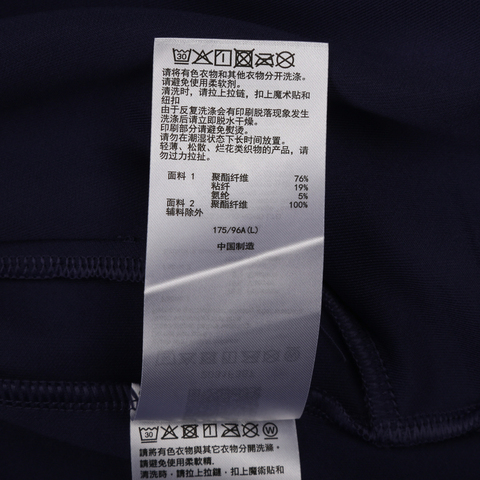 30
请将有色衣物和其他衣物分开洗涤。
请避免使用柔软剂。
清洗时，请拉上拉链，扣上魔术贴和
纽扣
由于反复洗涤会有印刷脱落现象发生
洗涤后请立即脱水干燥。
印刷部分请避免熨烫。
请勿在潮湿状态下长时间放置。
轻薄、松散、烂花类织物的产品，请
勿过力拉扯。
面料 1 聚酯纤维 76%
粘纤 19%
氨纶 5%
面料 2 聚酯纤维 100%
辅料除外
175/96A(L)
中国制造
30 W
請將有色衣物與其它衣物分開洗滌。
請避免使用柔軟精.
清洗時，請拉上拉鏈，扣上魔術貼和